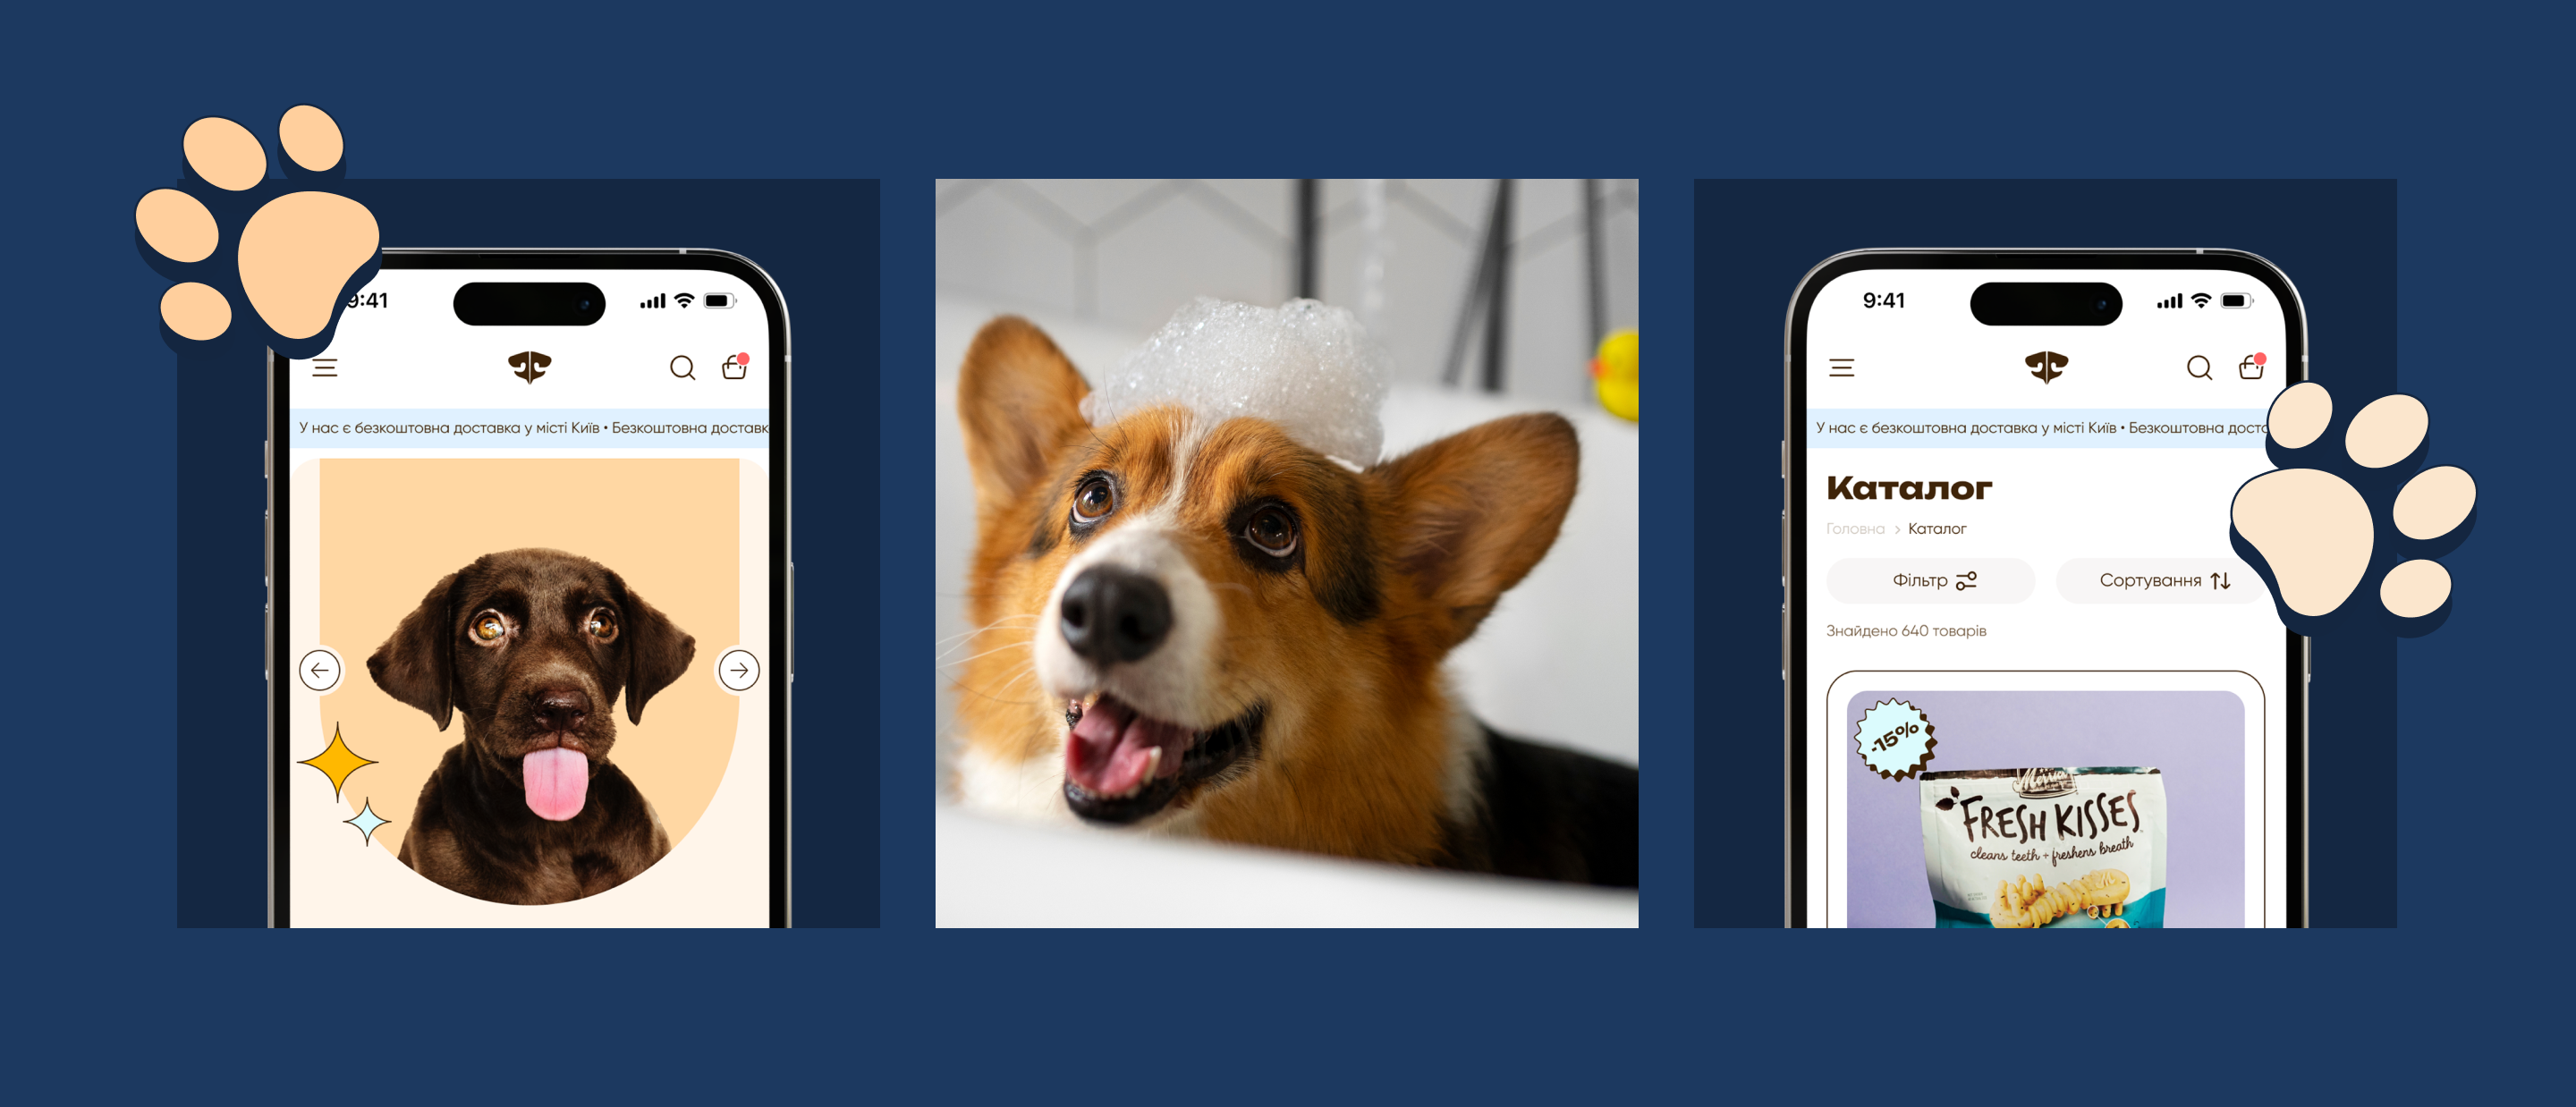 9:41
У нас є безкоштовна доставка у місті Київ • Безкоштовна доставк
9:41
У нас є безкоштовна доставка у місті Київ • Безкоштовна
Каталог
Головна > Каталог
Фільтр
Сортування
Знайдено 640 товарів
-15%
FRESH KISSES
cleans teeth + freshens breath